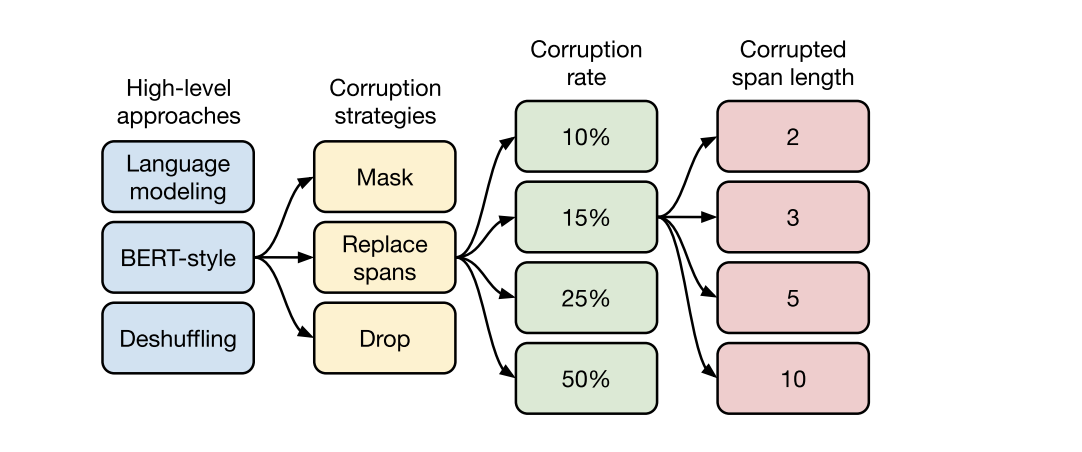 High-level
approaches
Language
modeling
BERT-style
Deshuffling
Corruption
strategies
Mask
Replace
spans
Drop
Corruption
rate
10%
15%
25%
50%
Corrupted
span length
2
3
5
10